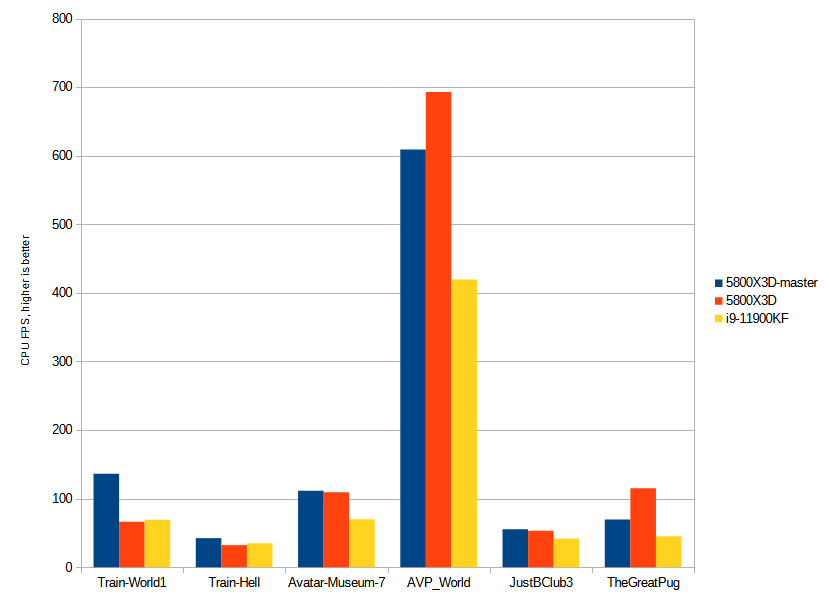 800
700
600
500
400
300
200
100
0
CPU FPS, higher is better
Train-World1
Train-Hell
Avatar-Museum-7
AVP_World
JustBClub3
TheGreatPug
5800X3D-master
5800X3D
i9-11900KF